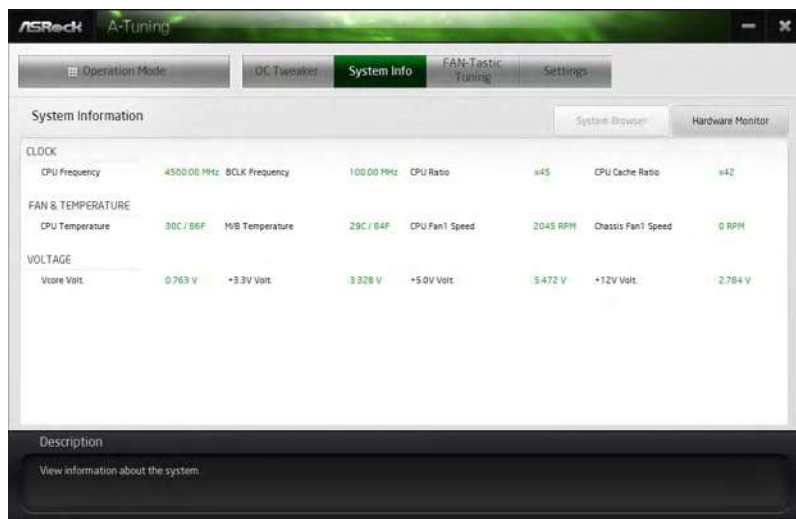 ASRock A-Tuning
Operation Mode OC Tweaker System Info FAN-Tastic Tuning Settings
System Information System Browser Hardware Monitor
CLOCK
CPU Frequency 4500.00 MHz BCLK Frequency 100.00 MHz CPU Ratio x45 CPU Cache Ratio x42
FAN & TEMPERATURE
CPU Temperature 30C / 86F M/B Temperature 29C / 84F CPU Fan1 Speed 2045 RPM Chassis Fan1 Speed 0 RPM
VOLTAGE
Vcore Volt. 0.763 V +3.3V Volt. 3.328 V +5.0V Volt. 5.472 V +12V Volt. 2.784 V
Description
View information about the system.